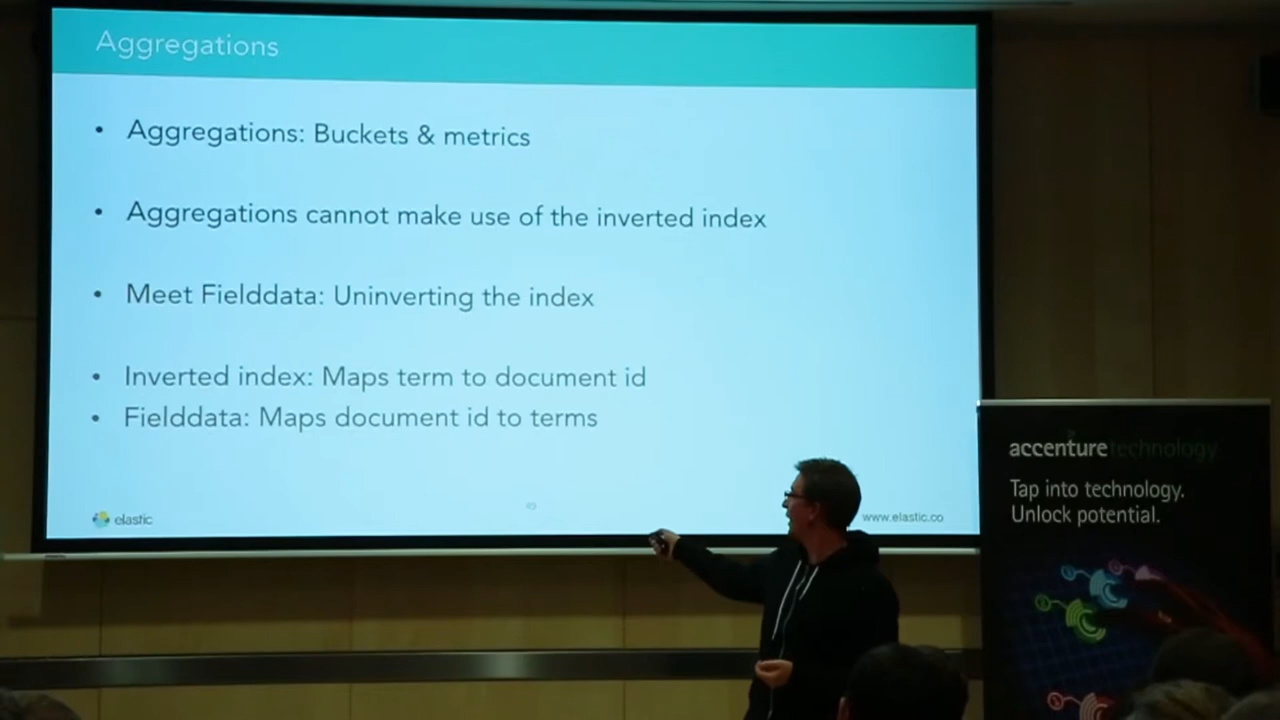 Aggregations
• Aggregations: Buckets & metrics
• Aggregations cannot make use of the inverted index
• Meet Fielddata: Uninverting the index
• Inverted index: Maps term to document id
• Fielddata: Maps document id to terms
elastic
www.elastic.co
accenturetechnology
Tap into technology.
Unlock potential.